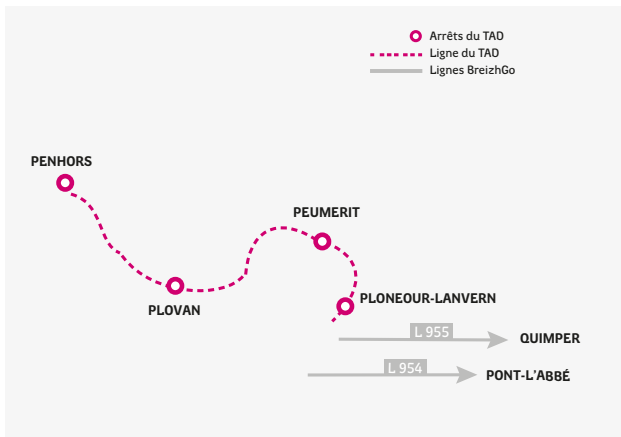 Arrêts du TAD
Ligne du TAD
Lignes BreizhGo
PENHORS
PEUMERIT
PLOVAN
PLONEOUR-LANVERN
L 955
QUIMPER
L 954
PONT-L'ABBÉ